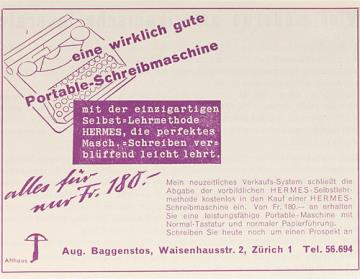 eine wirklich gute
Portable-Schreibmaschine
mit der einzigartigen
Selbst=Lehrmethode
HERMES, die perfektes
Masch.=Schreiben ver=
blüffend leicht lehrt.
alles für
nur Fr. 180.-
Mein neuzeitliches Verkaufs-System schließt die
Abgabe der vorbildlichen HERMES-Selbstlehr-
methode kostenlos in den Kauf einer HERMES-
Schreibmaschine ein. Von Fr. 180.— an erhalten
Sie eine leistungsfähige Portable-Maschine mit
Normal-Tastatur und normaler Papierführung.
Schreiben Sie heute noch um einen Prospekt an
Althaus
Aug. Baggenstos, Waisenhausstr. 2, Zürich 1 Tel. 56.694